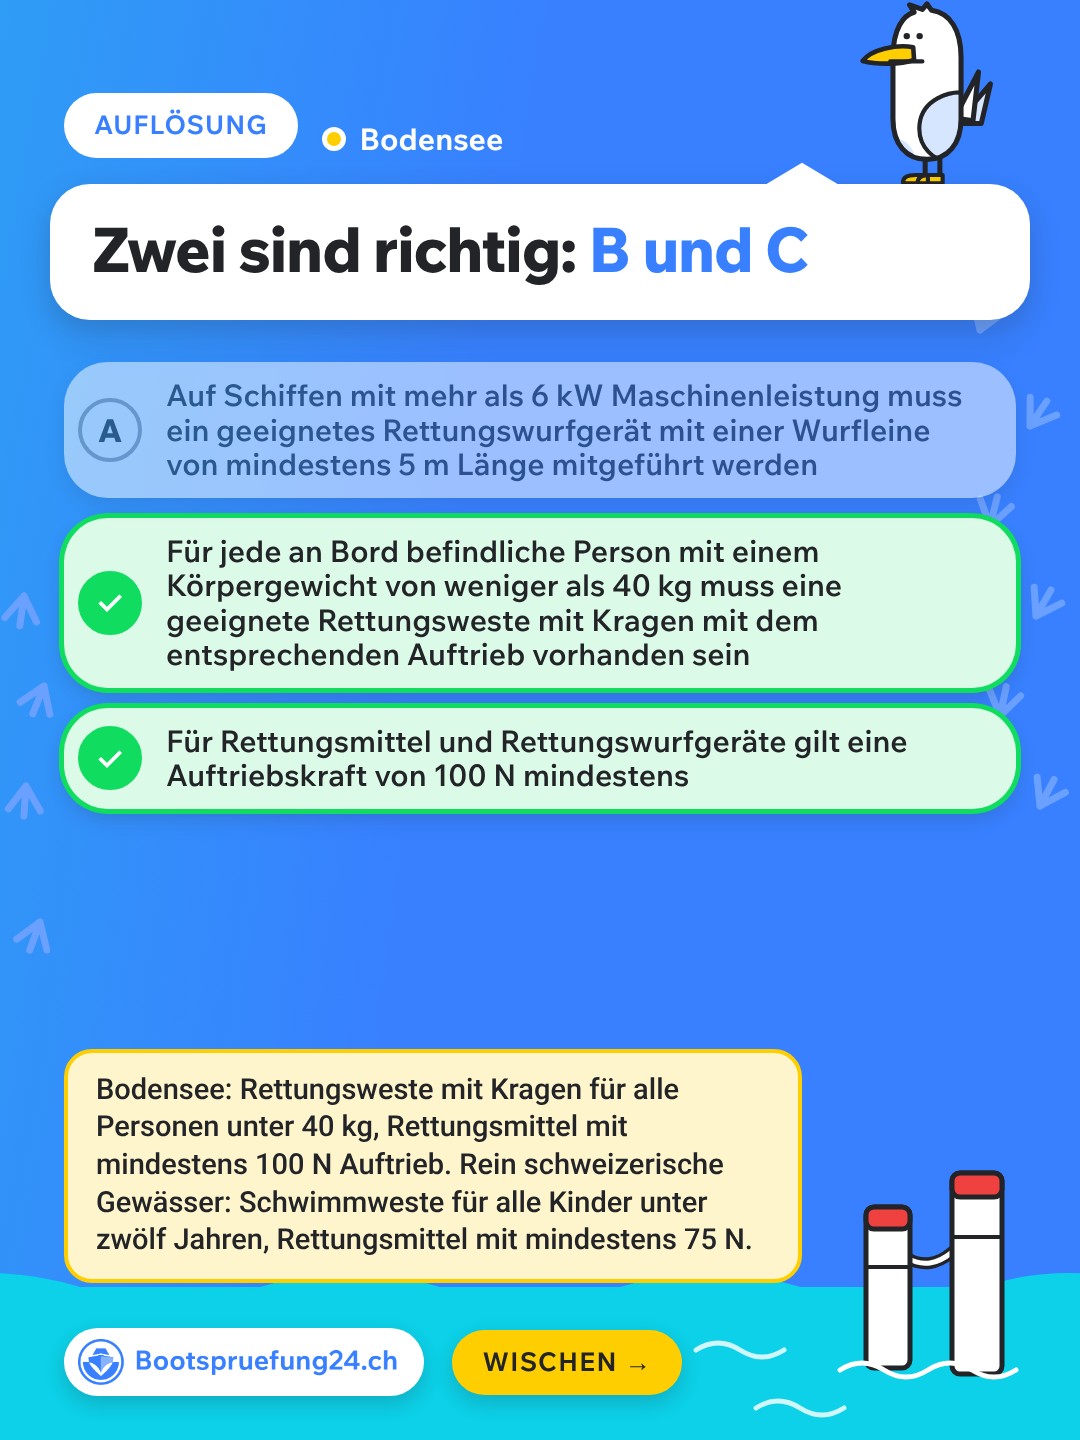 AUFLÖSUNG
Bodensee
Zwei sind richtig: B und C
A
Auf Schiffen mit mehr als 6 kW Maschinenleistung muss
ein geeignetes Rettungswurfgerät mit einer Wurfleine
von mindestens 5 m Länge mitgeführt werden
Für jede an Bord befindliche Person mit einem
Körpergewicht von weniger als 40 kg muss eine
geeignete Rettungsweste mit Kragen mit dem
entsprechenden Auftrieb vorhanden sein
Für Rettungsmittel und Rettungswurfgeräte gilt eine
Auftriebskraft von 100 N mindestens
Bodensee: Rettungsweste mit Kragen für alle
Personen unter 40 kg, Rettungsmittel mit
mindestens 100 N Auftrieb. Rein schweizerische
Gewässer: Schwimmweste für alle Kinder unter
zwölf Jahren, Rettungsmittel mit mindestens 75 N.
Bootspruefung24.ch
WISCHEN →